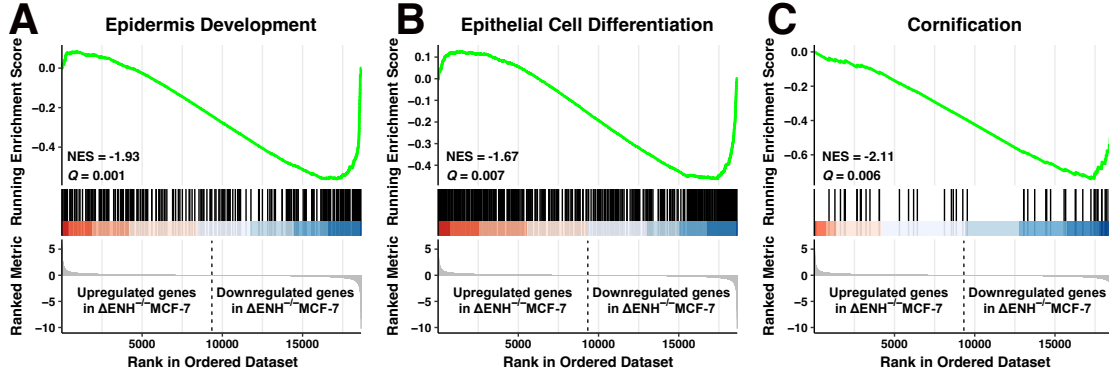 A
Epidermis Development
Running Enrichment Score
0.0
−0.2
−0.4
NES = -1.93
Q = 0.001
Ranked Metric
5
0
−5
−10
Upregulated genes
in ΔENH−/−MCF-7
Downregulated genes
in ΔENH−/−MCF-7
5000
10000
15000
Rank in Ordered Dataset
B
Epithelial Cell Differentiation
Running Enrichment Score
0.1
0.0
−0.1
−0.2
−0.3
−0.4
NES = -1.67
Q = 0.007
Ranked Metric
5
0
−5
−10
Upregulated genes
in ΔENH−/−MCF-7
Downregulated genes
in ΔENH−/−MCF-7
5000
10000
15000
Rank in Ordered Dataset
C
Cornification
Running Enrichment Score
0.0
−0.2
−0.4
−0.6
NES = -2.11
Q = 0.006
Ranked Metric
5
0
−5
−10
Upregulated genes
in ΔENH−/−MCF-7
Downregulated genes
in ΔENH−/−MCF-7
5000
10000
15000
Rank in Ordered Dataset